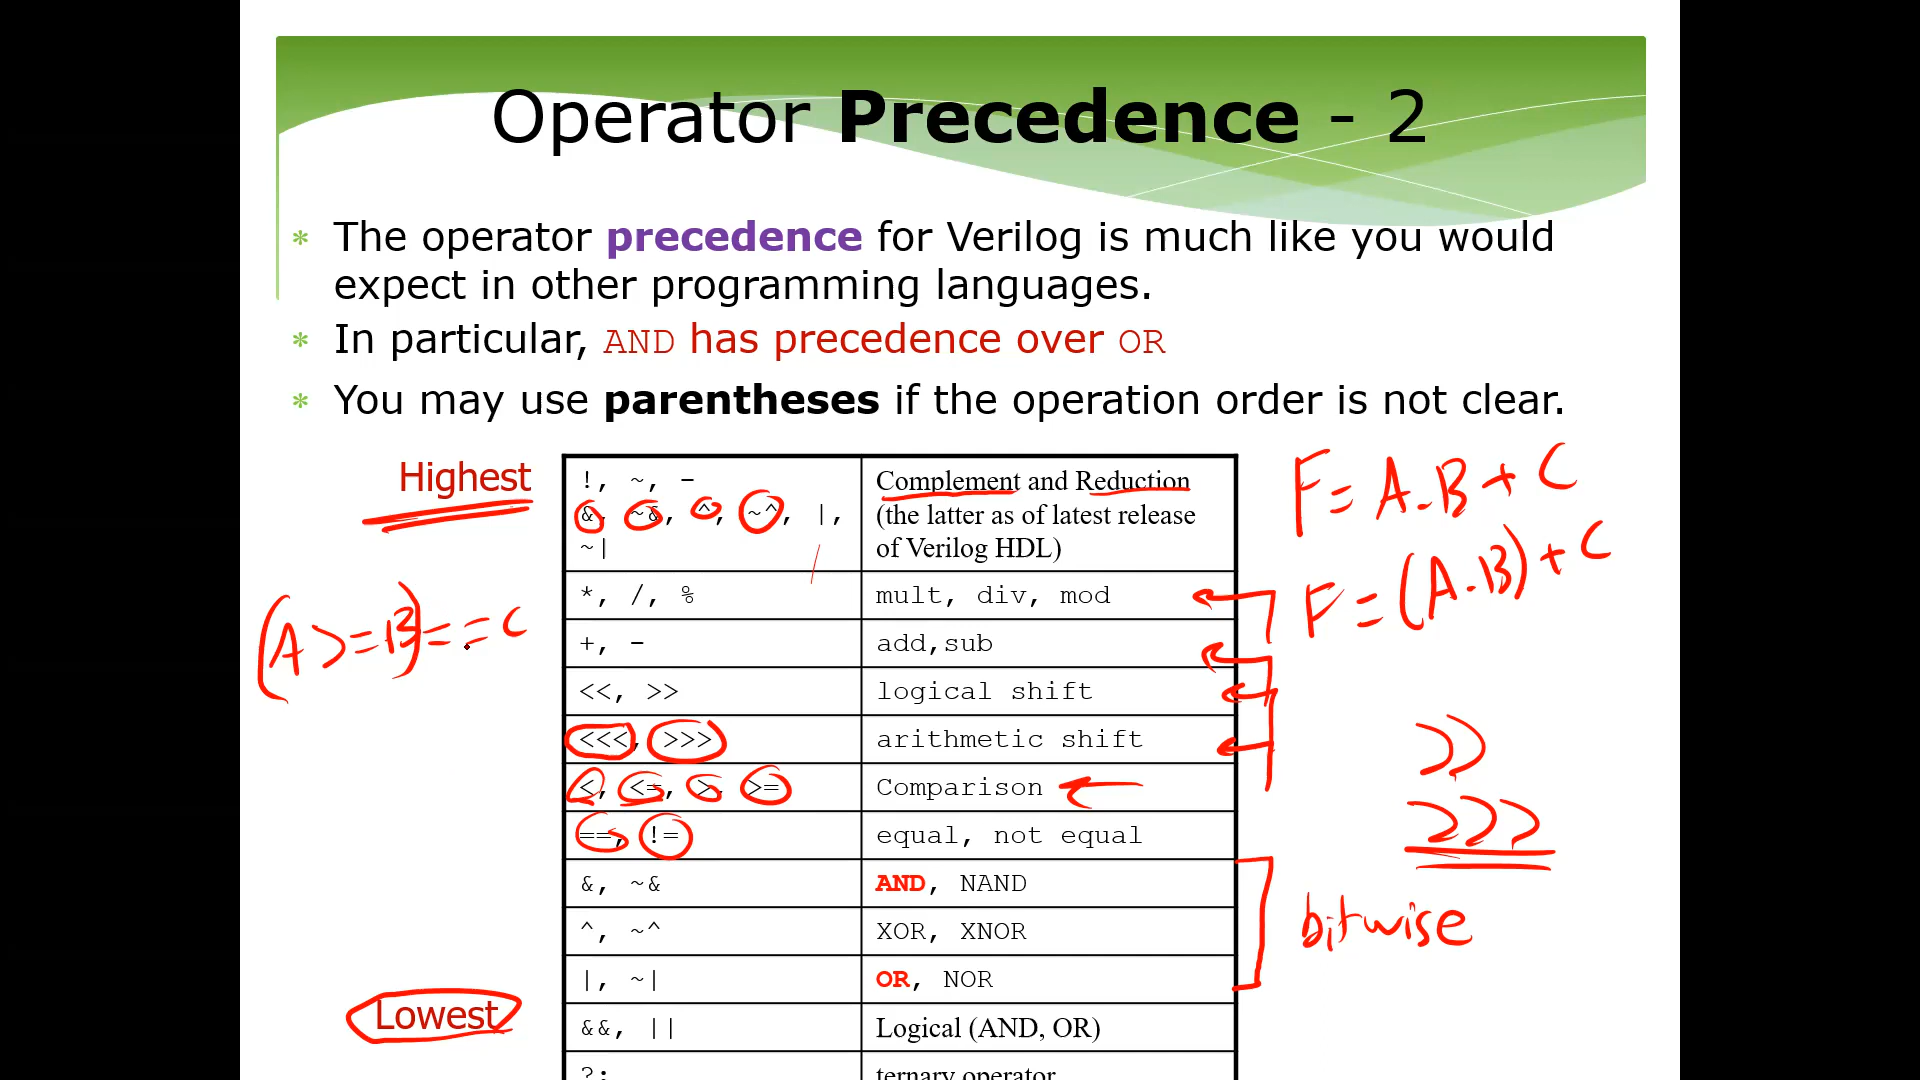 Operator Precedence - 2
* The operator precedence for Verilog is much like you would
expect in other programming languages.
* In particular, AND has precedence over OR
* You may use parentheses if the operation order is not clear.
Highest
!, ~, −
&, ~&, ^, ~^, |,
~|
Complement and Reduction
(the latter as of latest release
of Verilog HDL)
*, /, % mult, div, mod
+, − add,sub
<<, >> logical shift
<<<, >>> arithmetic shift
<, <=, >, >= Comparison
==, != equal, not equal
&, ~& AND, NAND
^, ~^ XOR, XNOR
|, ~| OR, NOR
Lowest
&&, || Logical (AND, OR)
?: ternary operator
F = A.B + C
F = (A.B) + C
(A >= B) == C
>>
>>>
bitwise